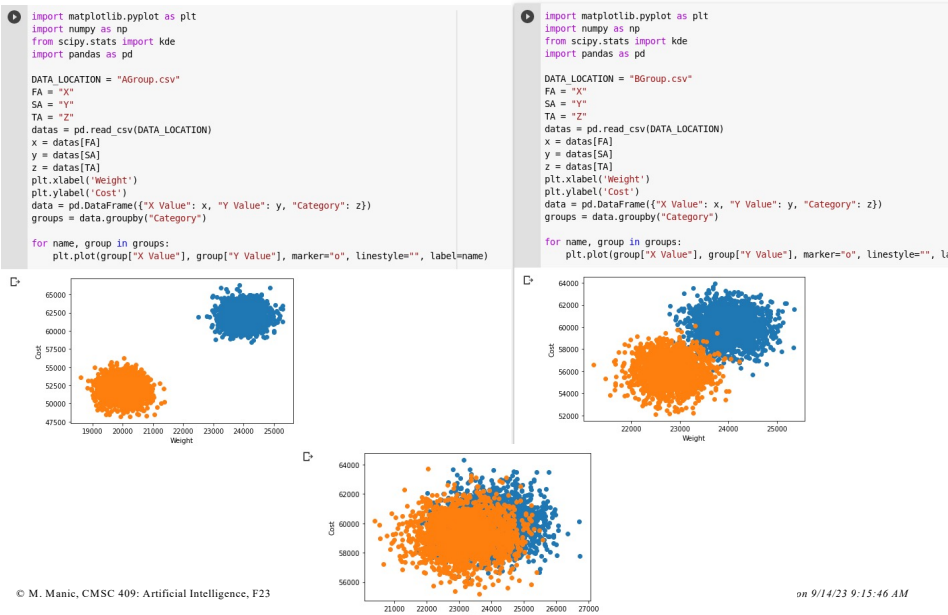 import matplotlib.pyplot as plt
import numpy as np
from scipy.stats import kde
import pandas as pd
DATA_LOCATION = "AGroup.csv"
FA = "X"
SA = "Y"
TA = "Z"
datas = pd.read_csv(DATA_LOCATION)
x = datas[FA]
y = datas[SA]
z = datas[TA]
plt.xlabel('Weight')
plt.ylabel('Cost')
data = pd.DataFrame({"X Value": x, "Y Value": y, "Category": z})
groups = data.groupby("Category")
for name, group in groups:
plt.plot(group["X Value"], group["Y Value"], marker="o", linestyle="", label=name)
65000
62500
60000
57500
55000
52500
50000
47500
Cost
19000 20000 21000 22000 23000 24000 25000
Weight
import matplotlib.pyplot as plt
import numpy as np
from scipy.stats import kde
import pandas as pd
DATA_LOCATION = "BGroup.csv"
FA = "X"
SA = "Y"
TA = "Z"
datas = pd.read_csv(DATA_LOCATION)
x = datas[FA]
y = datas[SA]
z = datas[TA]
plt.xlabel('Weight')
plt.ylabel('Cost')
data = pd.DataFrame({"X Value": x, "Y Value": y, "Category": z})
groups = data.groupby("Category")
for name, group in groups:
plt.plot(group["X Value"], group["Y Value"], marker="o", linestyle="", la
64000
62000
60000
58000
56000
54000
52000
Cost
22000 23000 24000 25000
Weight
64000
62000
60000
58000
56000
Cost
21000 22000 23000 24000 25000 26000 27000
© M. Manic, CMSC 409: Artificial Intelligence, F23
on 9/14/23 9:15:46 AM